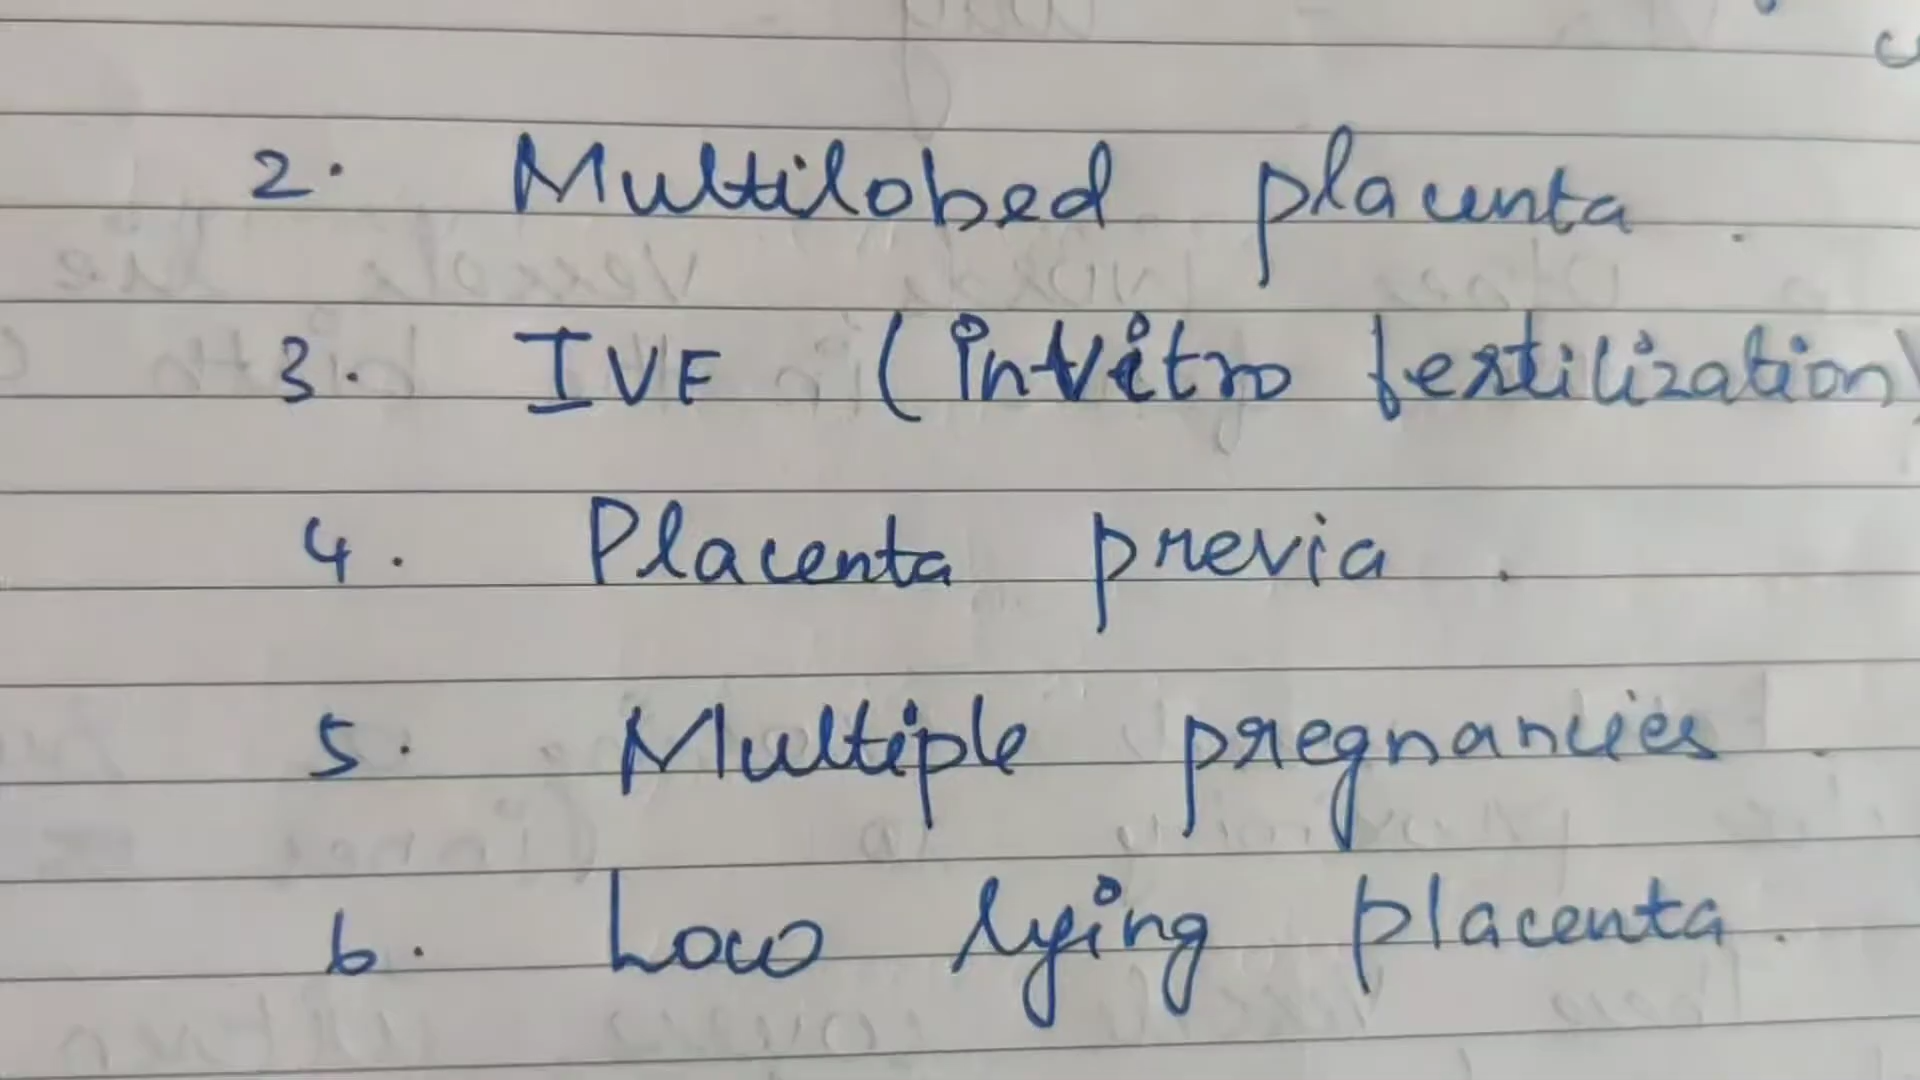 2. Multilobed placenta.
3. IVF (invitro fertilization)
4. Placenta previa.
5. Multiple pregnancies.
6. Low lying placenta.